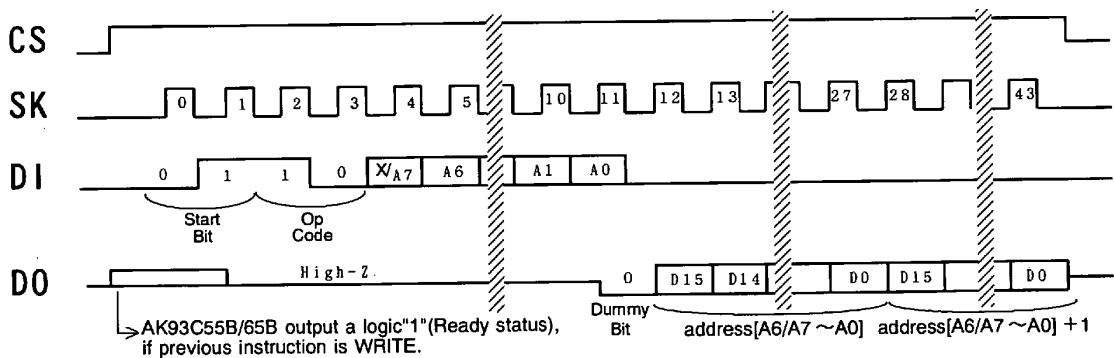 CS
SK
0 1 2 3 4 5 10 11 12 13 27 28 43
DI
0 1 1 0 X/A7 A6 A1 A0
Start Bit
Op Code
DO
High-Z.
0 D15 D14 D0 D15 D0
Dummy Bit
address[A6/A7 ~A0]
address[A6/A7 ~A0] +1
AK93C55B/65B output a logic"1"(Ready status),
if previous instruction is WRITE.